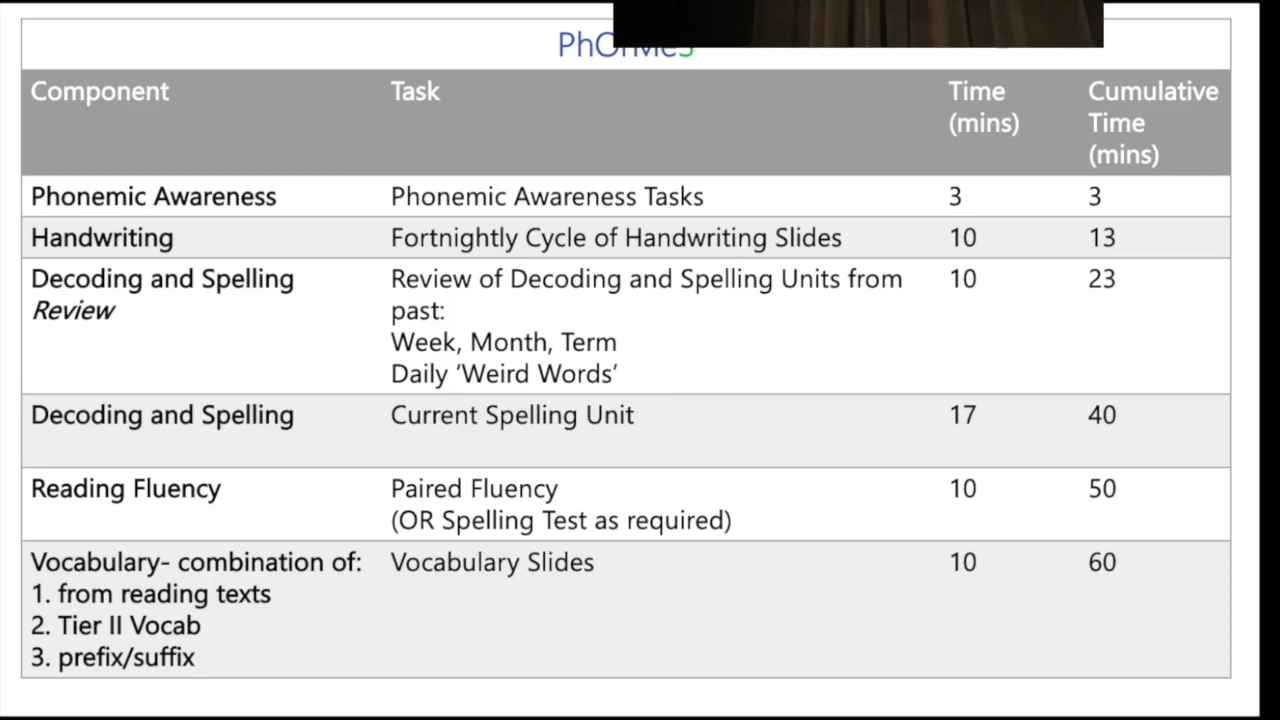 PhOrMeS
Component Task Time Cumulative
(mins) Time
(mins)
Phonemic Awareness Phonemic Awareness Tasks 3 3
Handwriting Fortnightly Cycle of Handwriting Slides 10 13
Decoding and Spelling Review of Decoding and Spelling Units from 10 23
Review past:
Week, Month, Term
Daily ‘Weird Words’
Decoding and Spelling Current Spelling Unit 17 40
Reading Fluency Paired Fluency 10 50
(OR Spelling Test as required)
Vocabulary- combination of: Vocabulary Slides 10 60
1. from reading texts
2. Tier II Vocab
3. prefix/suffix